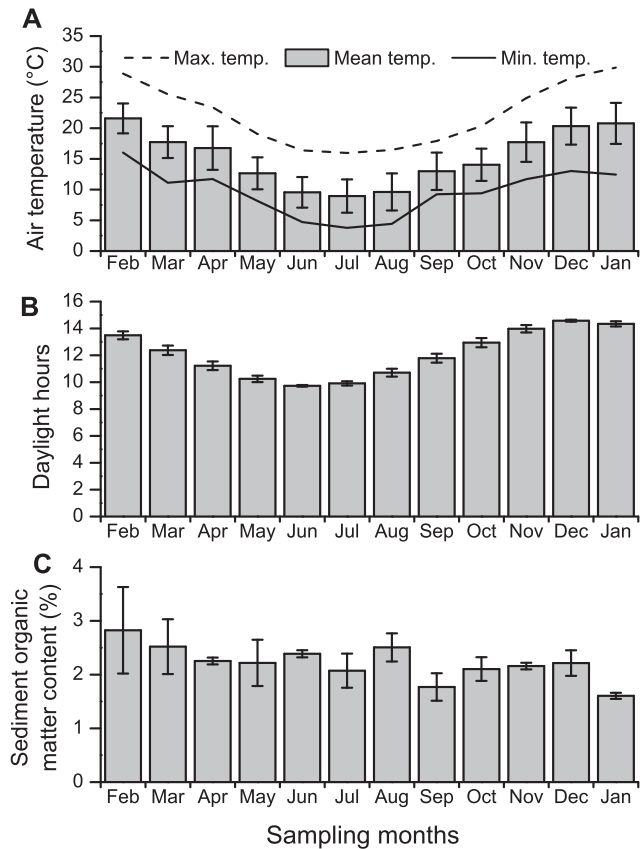 A
Max. temp. Mean temp. Min. temp.
Air temperature (°C)
35
30
25
20
15
10
5
0
Feb Mar Apr May Jun Jul Aug Sep Oct Nov Dec Jan
B
Daylight hours
16
14
12
10
8
6
4
2
0
Feb Mar Apr May Jun Jul Aug Sep Oct Nov Dec Jan
C
Sediment organic
matter content (%)
4
3
2
1
0
Feb Mar Apr May Jun Jul Aug Sep Oct Nov Dec Jan
Sampling months